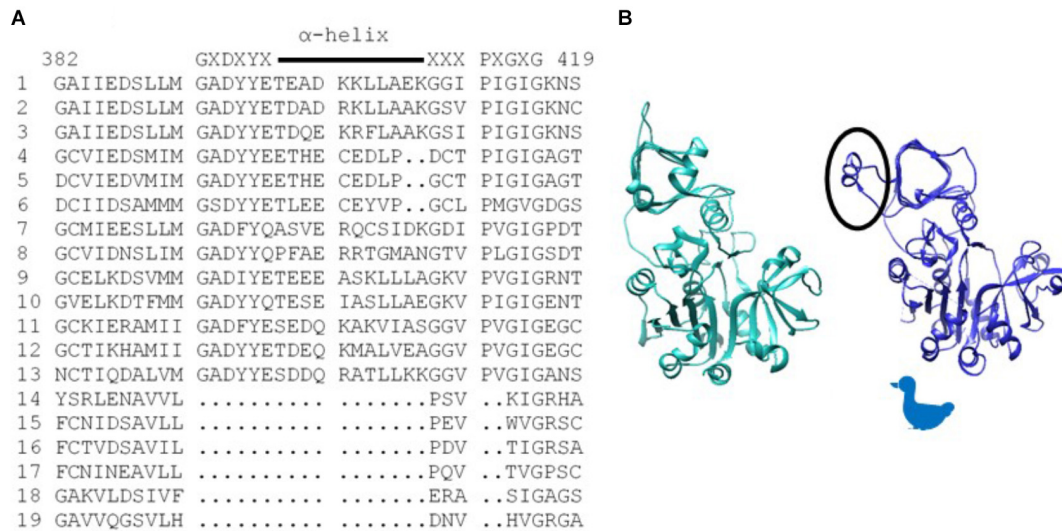 A
B
α-helix
382 GXDXYX XXX PXGXG 419
1 GAIIEDSLLM GADYYETEAD KKLLAEKGGI PIGIGKNS
2 GAIIEDSLLM GADYYETDAD RKLLAAKGSV PIGIGKNC
3 GAIIEDSLLM GADYYETDQE KRFLAAKGSI PIGIGKNS
4 GCVIEDSMIM GADYYEETHE CEDLP..DCT PIGIGAGT
5 DCVIEDVMIM GADYYEETHE CEDLP..GCT PIGIGAGT
6 DCIIDSAMMM GSDYYETLEE CEYVP..GCL PMGVGDGS
7 GCMIEESLLM GADFYQASVE RQCSIDKGDI PVGIGPDT
8 GCVIDNSLIM GADYYQPFAE RRTGMANGTV PLGIGSDT
9 GCELKDSVMM GADIYETEEE ASKLLLAGKV PVGIGRNT
10 GVELKDTFMM GADYYQTESE IASLLAEGKV PIGIGENT
11 GCKIERAMII GADFYESEDQ KAKVIASGGV PVGIGEGC
12 GCTIKHAMII GADYYETDEQ KMALVEAGGV PVGIGEGC
13 NCTIQDALVM GADYYESDDQ RATLLKKGGV PVGIGANS
14 YSRLENAVVL .......... .......PSV ..KIGRHA
15 FCNIDSAVLL .......... .......PEV ..WVGRSC
16 FCTVDSAVIL .......... .......PDV ..TIGRSA
17 FCNINEAVLL .......... .......PQV ..TVGPSC
18 GAKVLDSIVF .......... .......ERA ..SIGAGS
19 GAVVQGSVLH .......... .......DNV ..HVGRGA